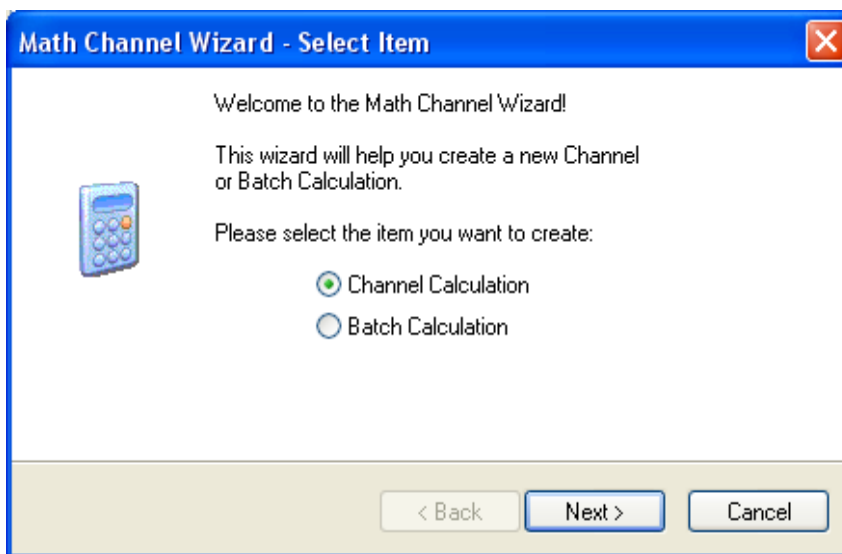 Math Channel Wizard - Select Item
Welcome to the Math Channel Wizard!
This wizard will help you create a new Channel
or Batch Calculation.
Please select the item you want to create:
Channel Calculation
Batch Calculation
< Back
Next >
Cancel